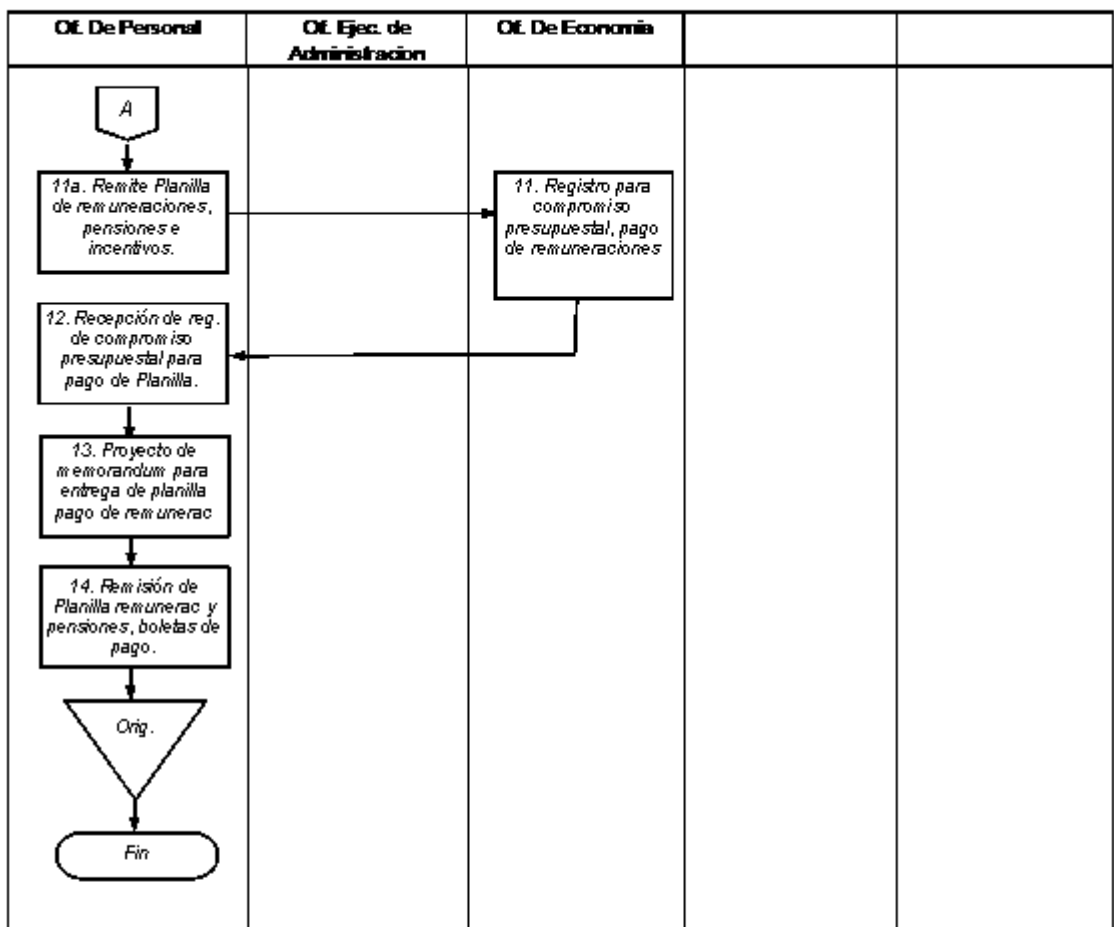 Of. De Personal
Of. Ejec. de
Administracion
Of. De Economia
A
11a. Remite Planilla
de remuneraciones,
pensiones e
incentivos.
11. Registro para
compromiso
presupuestal, pago
de remuneraciones
12. Recepción de reg.
de compromiso
presupuestal para
pago de Planilla.
13. Proyecto de
memorandum para
entrega de planilla
pago de remunerac
14. Remisión de
Planilla remunerac y
pensiones, boletas de
pago.
Orig.
Fin